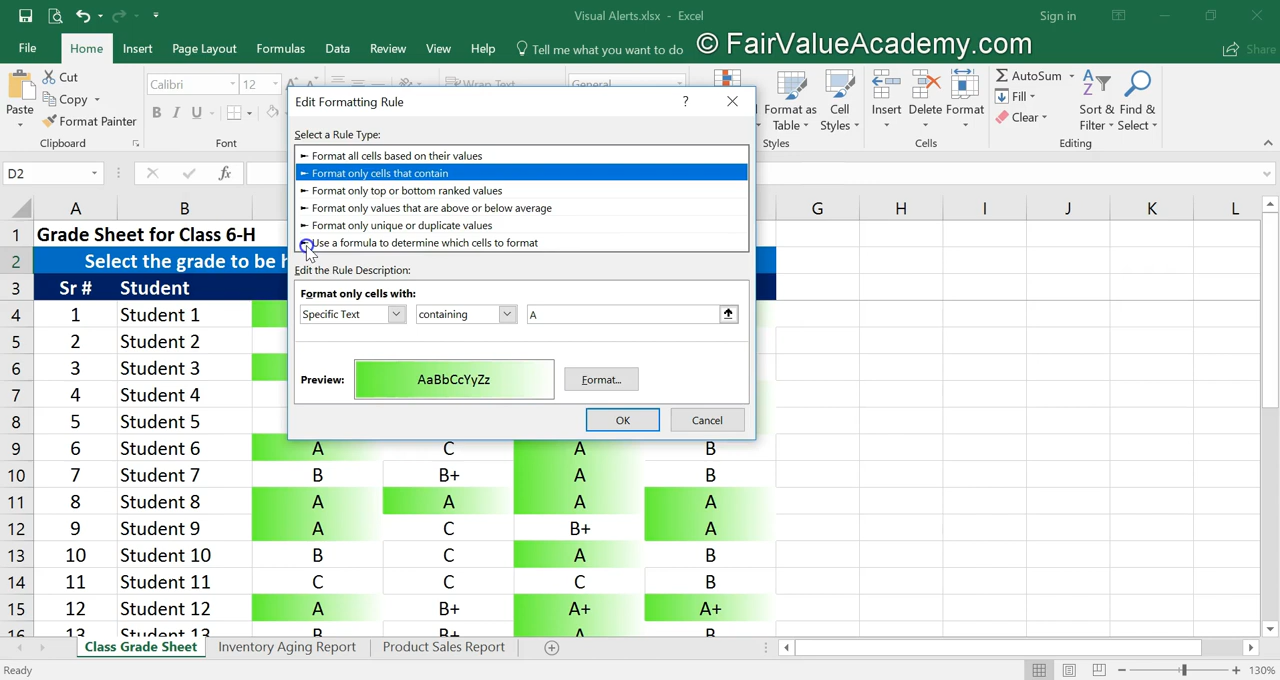 Visual Alerts.xlsx - Excel
Sign in
File Home Insert Page Layout Formulas Data Review View Help Tell me what you want to do © FairValueAcademy.com Share
Paste
Cut
Copy
Format Painter
Clipboard
Calibri 12
B I U
Font
Wrap Text
General
Format as Table
Cell Styles
Styles
Insert Delete Format
Cells
AutoSum
Fill
Clear
Sort & Filter
Find & Select
Editing
D2 fx
Edit Formatting Rule ?
Select a Rule Type:
► Format all cells based on their values
► Format only cells that contain
► Format only top or bottom ranked values
► Format only values that are above or below average
► Format only unique or duplicate values
Use a formula to determine which cells to format
Edit the Rule Description:
Format only cells with:
Specific Text containing A
Preview: AaBbCcYyZz Format...
OK Cancel
A B G H I J K L
1 Grade Sheet for Class 6-H
2 Select the grade to be
3 Sr # Student
4 1 Student 1
5 2 Student 2
6 3 Student 3
7 4 Student 4
8 5 Student 5
9 6 Student 6 A C A B
10 7 Student 7 B B+ A B
11 8 Student 8 A A A A
12 9 Student 9 A C B+ A
13 10 Student 10 B C A B
14 11 Student 11 C C C B
15 12 Student 12 A B+ A+ A+
16 13 Student 13 B B+ A B
Class Grade Sheet Inventory Aging Report Product Sales Report
Ready 130%